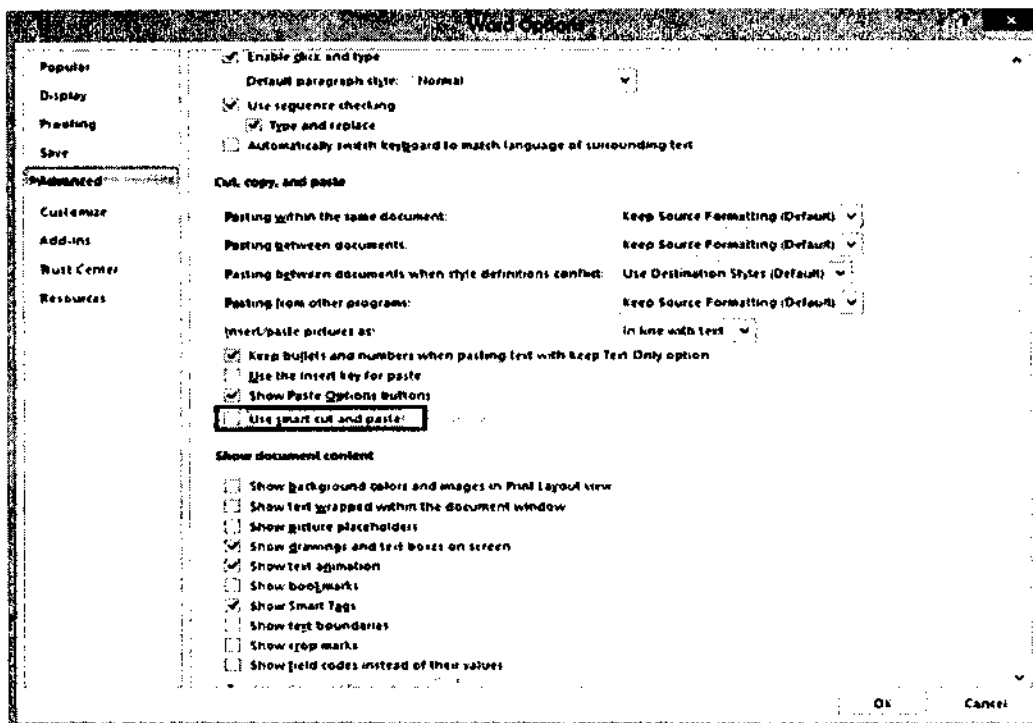 Word Options
Popular
Display
Proofing
Save
Advanced
Customize
Add-Ins
Trust Center
Resources
Enable click and type
Default paragraph style: Normal
Use sequence checking
Type and replace
Automatically switch keyboard to match language of surrounding text
Cut, copy, and paste
Pasting within the same document: Keep Source Formatting (Default)
Pasting between documents: Keep Source Formatting (Default)
Pasting between documents when style definitions conflict: Use Destination Styles (Default)
Pasting from other programs: Keep Source Formatting (Default)
Insert/paste pictures as: In line with text
Keep bullets and numbers when pasting text with Keep Text Only option
Use the Insert key for paste
Show Paste Options buttons
Use smart cut and paste
Show document content
Show background colors and images in Print Layout view
Show text wrapped within the document window
Show picture placeholders
Show drawings and text boxes on screen
Show text animation
Show bookmarks
Show Smart Tags
Show text boundaries
Show crop marks
Show field codes instead of their values
OK Cancel